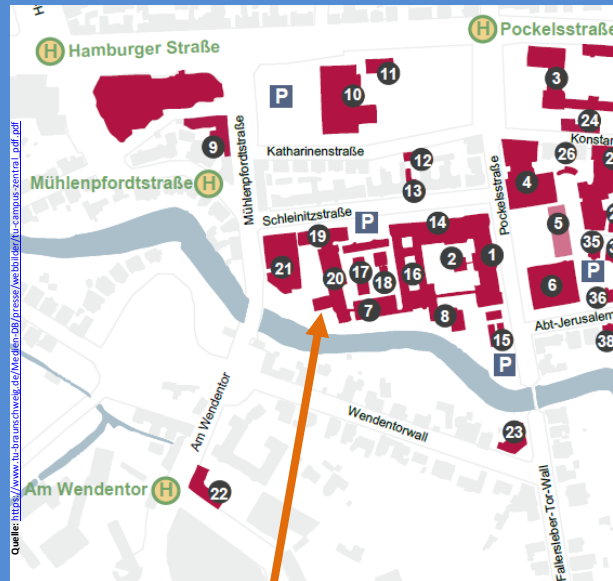 H Hamburger Straße
H Pockelsstraße
H
P
11
10
3
24
Konstan
9
Katharinenstraße
12
26
Mühlenpfordtstraße H
13
4
Mühlenpfordtstraße
Schleinitzstraße
P
14
Pockelsstraße
5
19
21
20
17
18
16
2
1
35
P
7
8
6
36
15
Abt-Jerusalem
38
P
Am Wendentor
Wendentorwall
23
Am Wendentor H
22
Fallersleber-Tor-Wall
Quelle: https://www.tu-braunschweig.de/Medien-DB/presse/webbilder/tu-campus-zentral_pdf.pdf